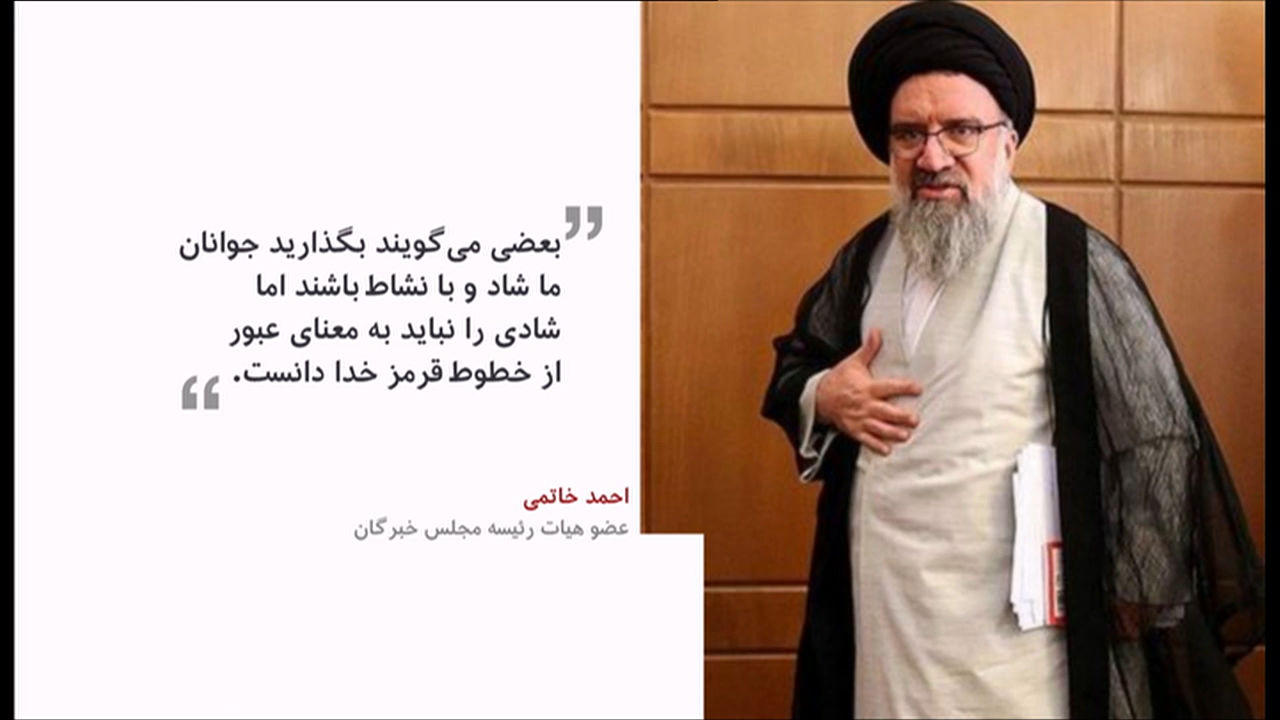 بعضی می‌گویند بگذارید جوانان
ما شاد و با نشاط باشند اما
شادی را نباید به معنای عبور
از خطوط قرمز خدا دانست.
احمد خاتمی
عضو هیات رئیسه مجلس خبرگان